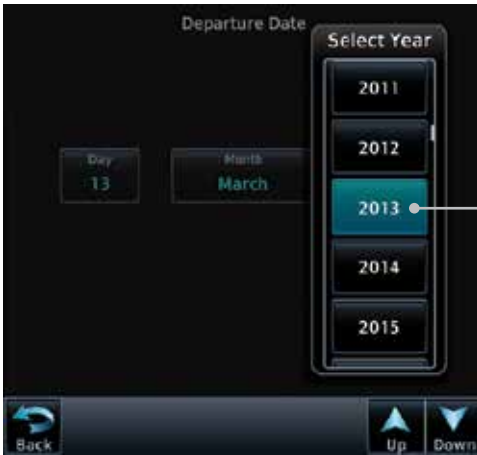 Departure Date
Select Year
2011
2012
Day
13
Month
March
2013
2014
2015
Back
Up
Down